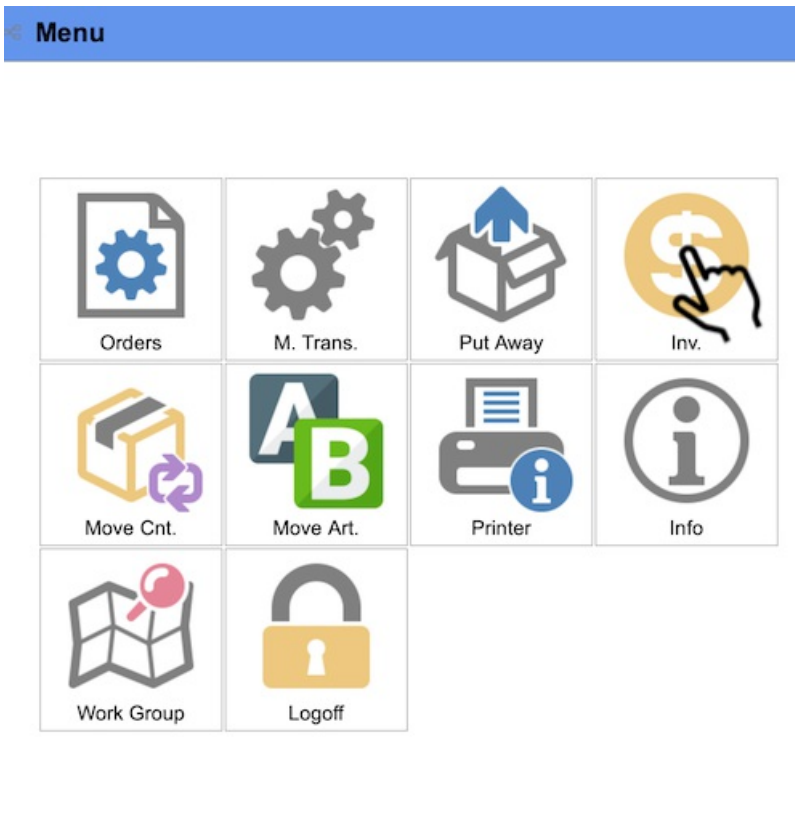 Menu
Orders
M. Trans.
Put Away
Inv.
Move Cnt.
Move Art.
Printer
Info
Work Group
Logoff
$
A
B
i
i